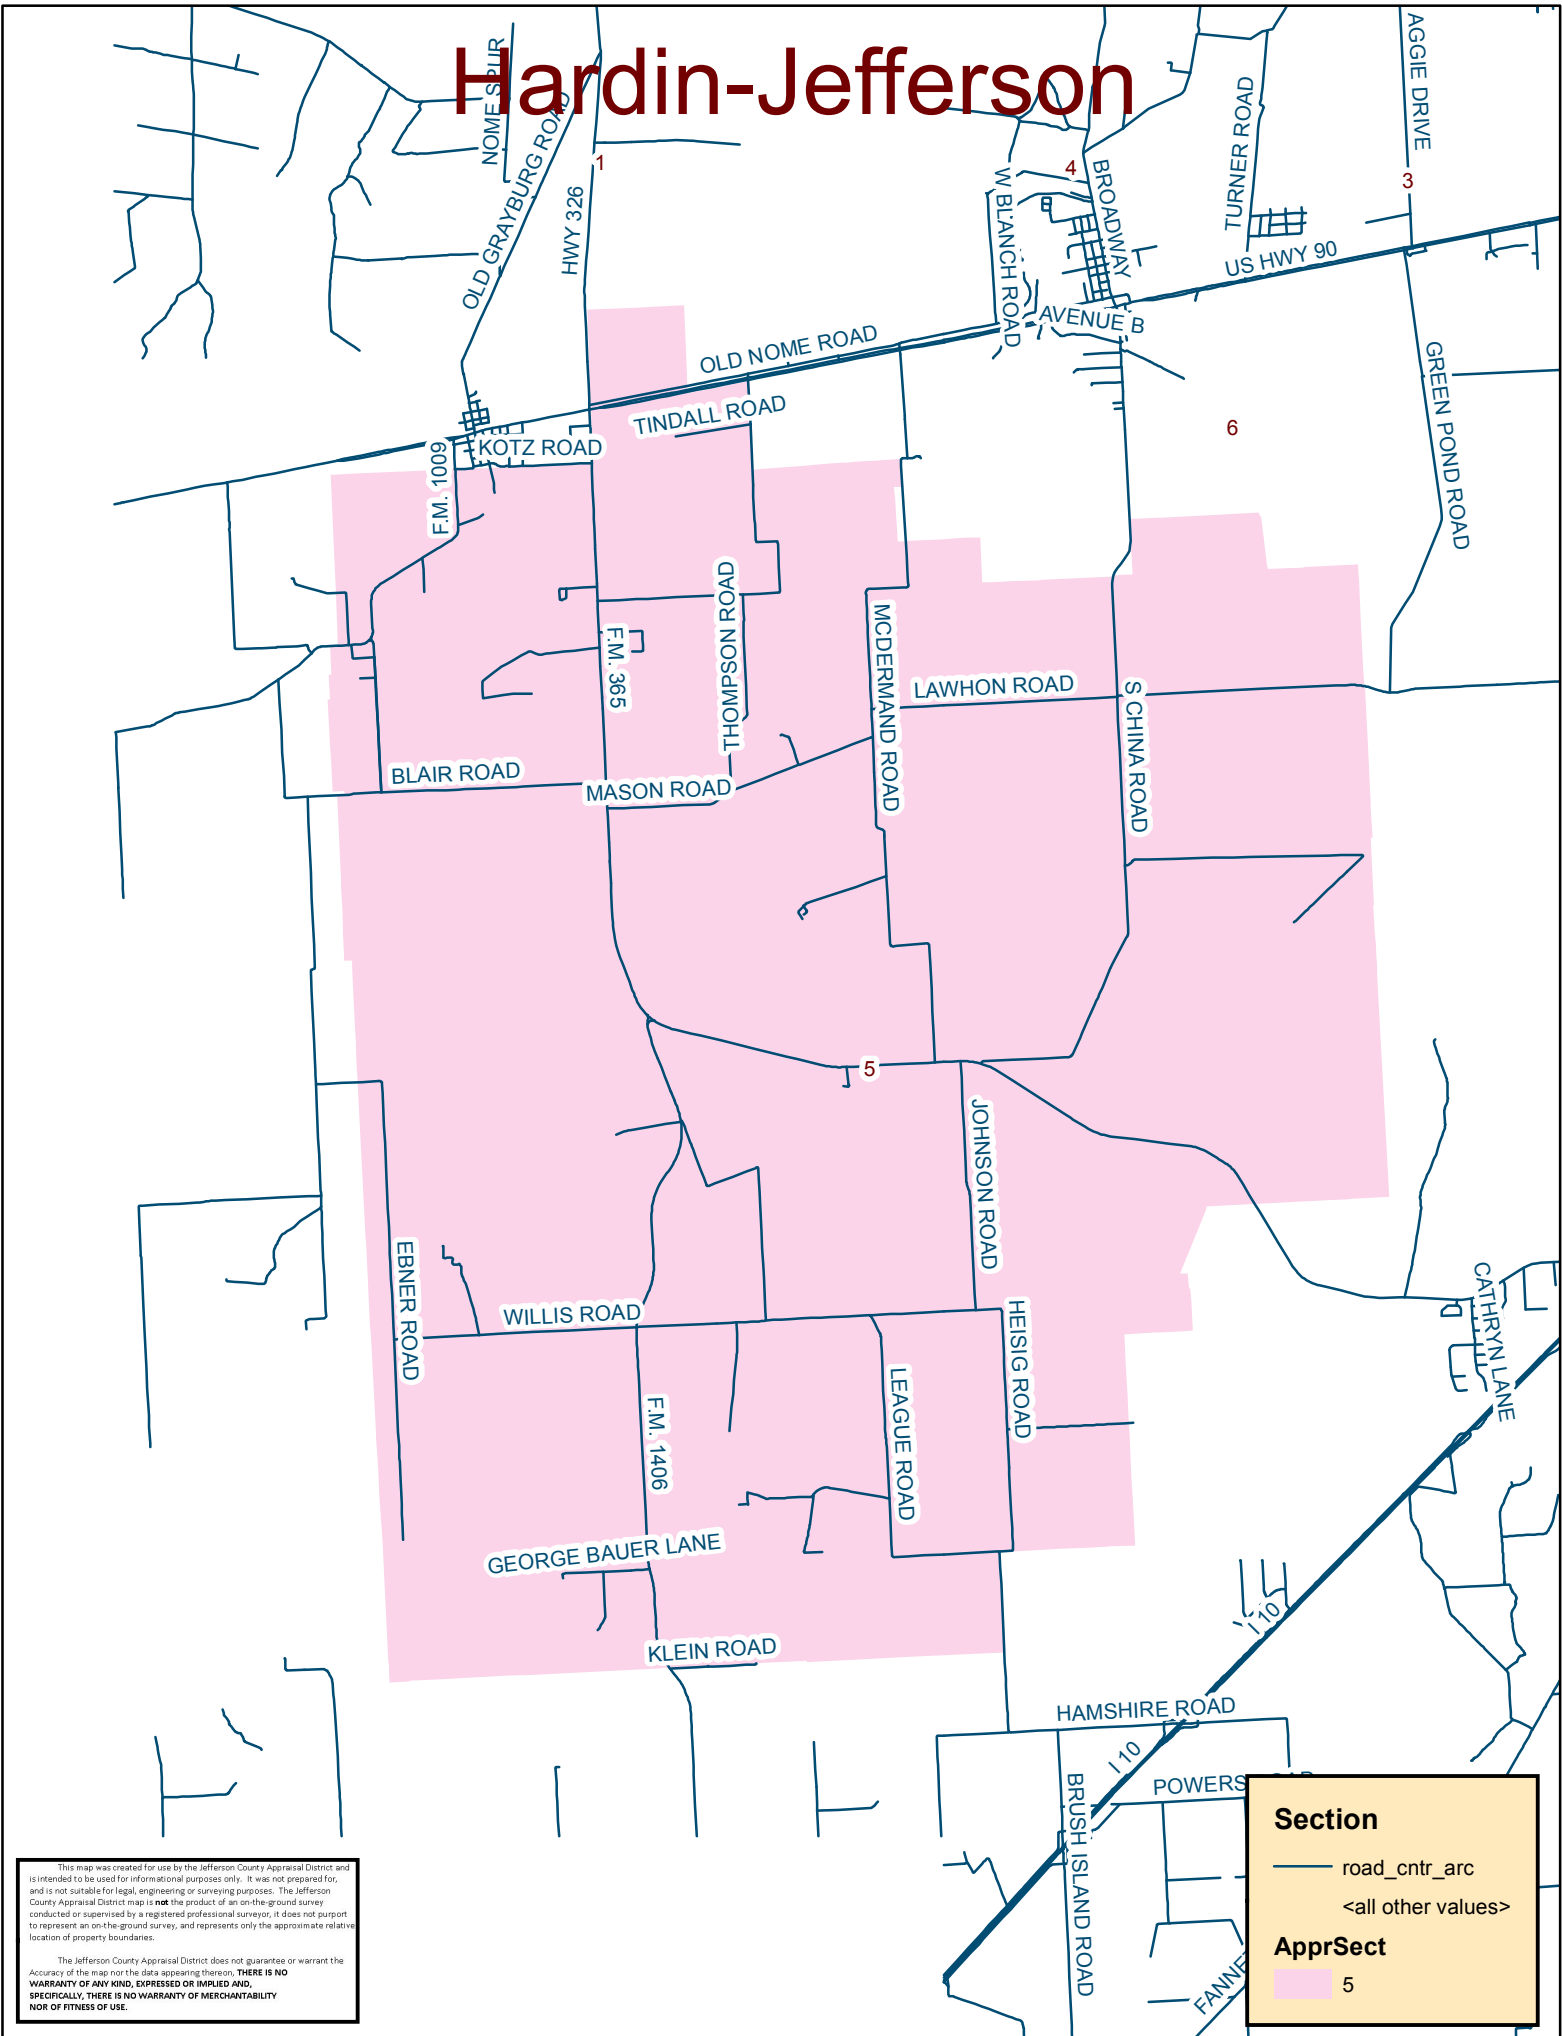 Hardin-Jefferson
NOME SPUR
OLD GRAYBURG ROAD
HWY 326
1
W BLANCH ROAD
4
BROADWAY
TURNER ROAD
AGGIE DRIVE
3
US HWY 90
AVENUE B
OLD NOME ROAD
TINDALL ROAD
KOTZ ROAD
F.M. 1009
6
GREEN POND ROAD
THOMPSON ROAD
F.M. 365
MCDERMAND ROAD
LAWHON ROAD
S CHINA ROAD
BLAIR ROAD
MASON ROAD
5
JOHNSON ROAD
EBNER ROAD
WILLIS ROAD
HEISIG ROAD
CATHRYN LANE
F.M. 1406
LEAGUE ROAD
GEORGE BAUER LANE
I 10
KLEIN ROAD
HAMSHIRE ROAD
I 10
POWERS
BRUSH ISLAND ROAD
Section
road_cntr_arc
<all other values>
ApprSect
5
This map was created for use by the Jefferson County Appraisal District and
is intended to be used for informational purposes only. It was not prepared for,
and is not suitable for legal, engineering or surveying purposes. The Jefferson
County Appraisal District map is not the product of an on-the-ground survey
conducted or supervised by a registered professional surveyor, it does not purport
to represent an on-the-ground survey, and represents only the approximate relative
location of property boundaries.
The Jefferson County Appraisal District does not guarantee or warrant the
Accuracy of the map nor the data appearing thereon, THERE IS NO
WARRANTY OF ANY KIND, EXPRESSED OR IMPLIED AND,
SPECIFICALLY, THERE IS NO WARRANTY OF MERCHANTABILITY
NOR OF FITNESS OF USE.